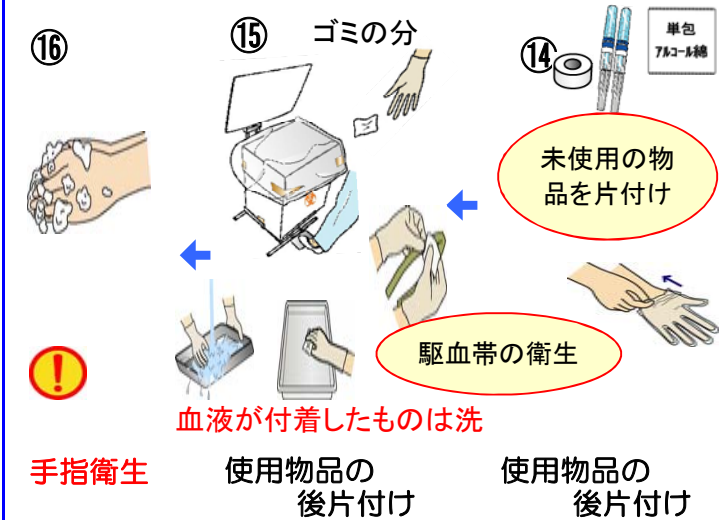 ⑯
⑮
ゴミの分
⑭
単包
アルコール綿
未使用の物
品を片付け
駆血帯の衛生
血液が付着したものは洗
手指衛生
使用物品の
後片付け
使用物品の
後片付け